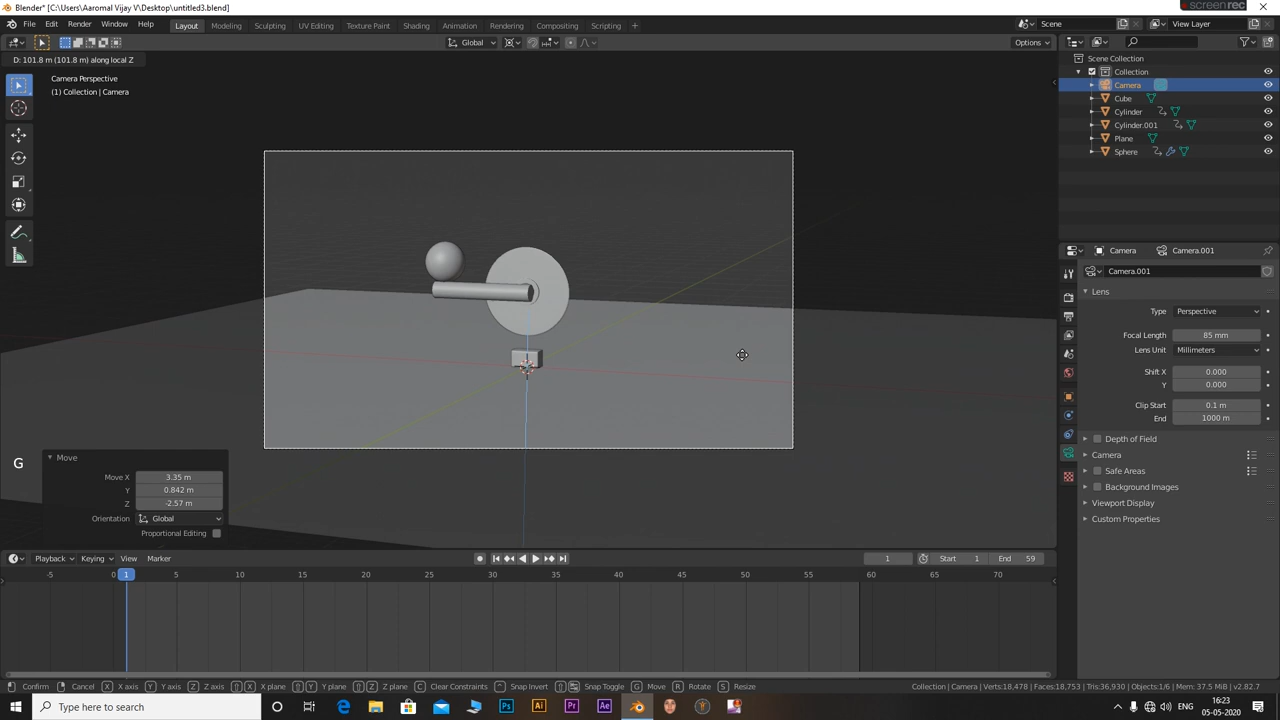 Blender* [C:\Users\Aaromal Vijay V\Desktop\untitled3.blend]
screenrec
File Edit Render Window Help Layout Modeling Sculpting UV Editing Texture Paint Shading Animation Rendering Compositing Scripting + Scene View Layer
Global Options
D: 101.8 m (101.8 m) along local Z
Camera Perspective
(1) Collection | Camera
Scene Collection
Collection
Camera
Cube
Cylinder
Cylinder.001
Plane
Sphere
Camera Camera.001
Camera.001
Lens
Type Perspective
Focal Length 85 mm
Lens Unit Millimeters
Shift X 0.000
Y 0.000
Clip Start 0.1 m
End 1000 m
Depth of Field
Camera
Safe Areas
Background Images
Viewport Display
Custom Properties
G
Move
Move X 3.35 m
Y 0.842 m
Z -2.57 m
Orientation Global
Proportional Editing
Playback Keying View Marker 1 Start 1 End 59
-5 0 1 5 10 15 20 25 30 35 40 45 50 55 60 65 70
Confirm Cancel X X axis Y Y axis Z Z axis X X plane Y Y plane Z Z plane C Clear Constraints Snap Invert Snap Toggle G Move R Rotate S Resize Collection | Camera | Verts:18,478 | Faces:18,753 | Tris:36,930 | Objects:1/6 | Mem: 37.5 MiB | v2.82.7
Type here to search
Ps Ai Pr Ae
ENG
16:23
05-05-2020